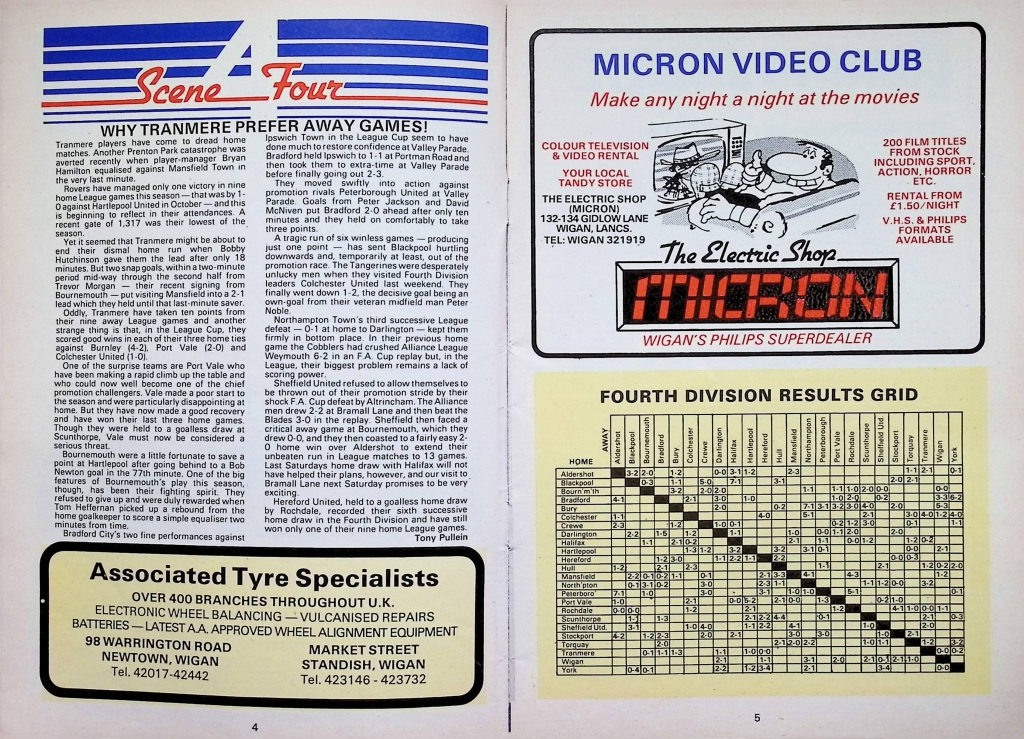 Scene 4 Four
WHY TRANMERE PREFER AWAY GAMES!
Tranmere players have come to dread home
matches. Another Prenton Park catastrophe was
averted recently when player-manager Bryan
Hamilton equalised against Mansfield Town in
the very last minute.
Rovers have managed only one victory in nine
home League games this season — that was by 1-
0 against Hartlepool United in October — and this
is beginning to reflect in their attendances. A
recent gate of 1,317 was their lowest of the
season.
Yet it seemed that Tranmere might be about to
end their dismal home run when Bobby
Hutchinson gave them the lead after only 18
minutes. But two snap goals, within a two-minute
period mid-way through the second half from
Trevor Morgan — their recent signing from
Bournemouth — put visiting Mansfield into a 2-1
lead which they held until that last-minute saver.
Oddly, Tranmere have taken ten points from
their nine away League games and another
strange thing is that, in the League Cup, they
scored good wins in each of their three home ties
against Burnley (4-2), Port Vale (2-0) and
Colchester United (1-0).
One of the surprise teams are Port Vale who
have been making a rapid climb up the table and
who could now well become one of the chief
promotion challengers. Vale made a poor start to
the season and were particularly disappointing at
home. But they have now made a good recovery
and have won their last three home games.
Though they were held to a goalless draw at
Scunthorpe, Vale must now be considered a
serious threat.
Bournemouth were a little fortunate to save a
point at Hartlepool after going behind to a Bob
Newton goal in the 77th minute. One of the big
features of Bournemouth's play this season,
though, has been their fighting spirit. They
refused to give up and were duly rewarded when
Tom Heffernan picked up a rebound from the
home goalkeeper to score a simple equaliser two
minutes from time.
Bradford City's two fine performances against
Ipswich Town in the League Cup seem to have
done much to restore confidence at Valley Parade.
Bradford held Ipswich to 1-1 at Portman Road and
then took them to extra-time at Valley Parade
before finally going out 2-3.
They moved swiftly into action against
promotion rivals Peterborough United at Valley
Parade. Goals from Peter Jackson and David
McNiven put Bradford 2-0 ahead after only ten
minutes and they held on comfortably to take
three points.
A tragic run of six winless games — producing
just one point — has sent Blackpool hurtling
downwards and, temporarily at least, out of the
promotion race. The Tangerines were desperately
unlucky men when they visited Fourth Division
leaders Colchester United last weekend. They
finally went down 1-2, the decisive goal being an
own-goal from their veteran midfield man Peter
Noble.
Northampton Town's third successive League
defeat — 0-1 at home to Darlington — kept them
firmly in bottom place. In their previous home
game the Cobblers had crushed Alliance League
Weymouth 6-2 in an F.A. Cup replay but, in the
League, their biggest problem remains a lack of
scoring power.
Sheffield United refused to allow themselves to
be thrown out of their promotion stride by their
shock F.A. Cup defeat by Altrincham. The Alliance
men drew 2-2 at Bramall Lane and then beat the
Blades 3-0 in the replay. Sheffield then faced a
critical away game at Bournemouth, which they
drew 0-0, and they then coasted to a fairly easy 2-
0 home win over Aldershot to extend their
unbeaten run in League matches to 13 games.
Last Saturdays home draw with Halifax will not
have helped their plans, however, and our visit to
Bramall Lane next Saturday promises to be very
exciting.
Hereford United, held to a goalless home draw
by Rochdale, recorded their sixth successive
home draw in the Fourth Division and have still
won only one of their nine home League games.
Tony Pullein
Associated Tyre Specialists
OVER 400 BRANCHES THROUGHOUT U.K.
ELECTRONIC WHEEL BALANCING — VULCANISED REPAIRS
BATTERIES — LATEST A.A. APPROVED WHEEL ALIGNMENT EQUIPMENT
98 WARRINGTON ROAD
NEWTOWN, WIGAN
Tel. 42017-42442
MARKET STREET
STANDISH, WIGAN
Tel. 423146 - 423732
4
MICRON VIDEO CLUB
Make any night a night at the movies
COLOUR TELEVISION
& VIDEO RENTAL
YOUR LOCAL
TANDY STORE
THE ELECTRIC SHOP
(MICRON)
132-134 GIDLOW LANE
WIGAN, LANCS.
TEL: WIGAN 321919
200 FILM TITLES
FROM STOCK
INCLUDING SPORT,
ACTION, HORROR
ETC.
RENTAL FROM
£1.50/NIGHT
V.H.S. & PHILIPS
FORMATS
AVAILABLE
The Electric Shop
MICRON
WIGAN'S PHILIPS SUPERDEALER
FOURTH DIVISION RESULTS GRID
HOME
AWAY
Aldershot
Blackpool
Bournemouth
Bradford
Bury
Colchester
Crewe
Darlington
Halifax
Hartlepool
Hereford
Hull
Mansfield
Northampton
Peterborough
Port Vale
Rochdale
Scunthorpe
Sheffield Utd
Stockport
Torquay
Tranmere
Wigan
York
Aldershot
Blackpool
Bourn'm'th
Bradford
Bury
Colchester
Crewe
Darlington
Halifax
Hartlepool
Hereford
Hull
Mansfield
North'pton
Peterboro'
Port Vale
Rochdale
Scunthorpe
Sheffield Utd.
Stockport
Torquay
Tranmere
Wigan
York
5